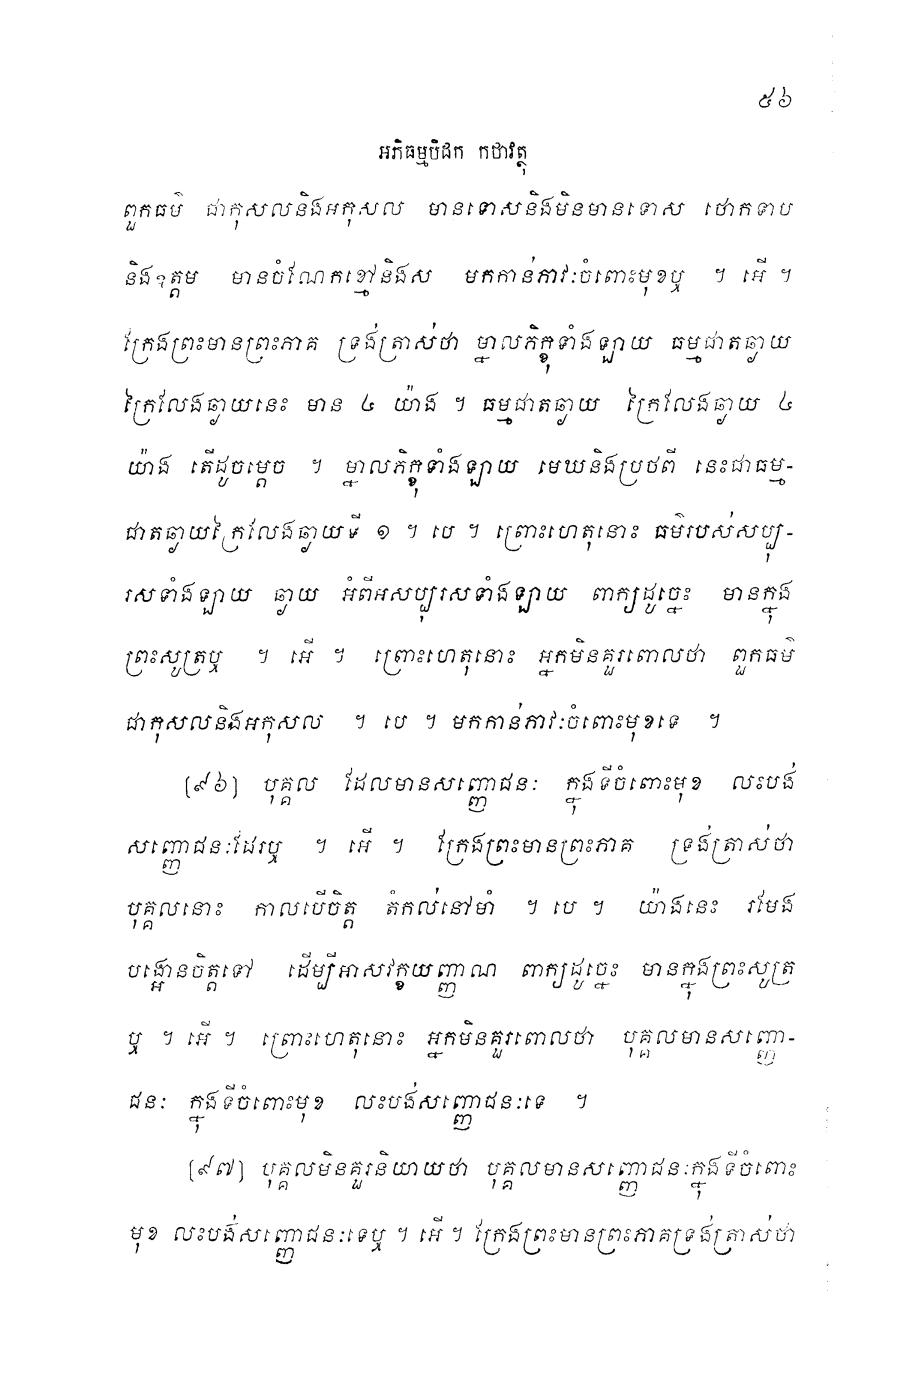 ៥៦
អភិធម្មបិដក កថាវត្ថុ
ពួកធម៌ ជាកុសលនិងអកុសល មានទោសនិងមិនមានទោស ថោកទាប
និងឧត្តម មានចំណែកខ្មៅនិងស មកកាន់ភាវៈចំពោះមុខឬ ។ អើ ។
ក្រែងព្រះមានព្រះភាគ ទ្រង់ត្រាស់ថា ម្នាលភិក្ខុទាំងឡាយ ធម្មជាតឆ្ងាយ
ក្រៃលែងឆ្ងាយនេះ មាន ៤ យ៉ាង ។ ធម្មជាតឆ្ងាយ ក្រៃលែងឆ្ងាយ ៤
យ៉ាង តើដូចម្តេច ។ ម្នាលភិក្ខុទាំងឡាយ មេឃនិងប្រថពី នេះជាធម្ម-
ជាតឆ្ងាយក្រៃលែងឆ្ងាយទី ១ ។ បេ ។ ព្រោះហេតុនោះ ធម៌របស់សប្បុ-
រសទាំងឡាយ ឆ្ងាយ អំពីអសប្បុរសទាំងឡាយ ពាក្យដូច្នេះ មានក្នុង
ព្រះសូត្រឬ ។ អើ ។ ព្រោះហេតុនោះ អ្នកមិនគួរពោលថា ពួកធម៌
ជាកុសលនិងអកុសល ។ បេ ។ មកកាន់ភាវៈចំពោះមុខទេ ។
[៩៦] បុគ្គល ដែលមានសញ្ញោជនៈ ក្នុងទីចំពោះមុខ លះបង់
សញ្ញោជនៈដែរឬ ។ អើ ។ ក្រែងព្រះមានព្រះភាគ ទ្រង់ត្រាស់ថា
បុគ្គលនោះ កាលបើចិត្ត តំកល់នៅមាំ ។ បេ ។ យ៉ាងនេះ រមែង
បង្អោនចិត្តទៅ ដើម្បីអាសវក្ខយញ្ញាណ ពាក្យដូច្នេះ មានក្នុងព្រះសូត្រ
ឬ ។ អើ ។ ព្រោះហេតុនោះ អ្នកមិនគួរពោលថា បុគ្គលមានសញ្ញោ-
ជនៈ ក្នុងទីចំពោះមុខ លះបង់សញ្ញោជនៈទេ ។
[៩៧] បុគ្គលមិនគួរនិយាយថា បុគ្គលមានសញ្ញោជនៈក្នុងទីចំពោះ
មុខ លះបង់សញ្ញោជនៈទេឬ ។ អើ ។ ក្រែងព្រះមានព្រះភាគទ្រង់ត្រាស់ថា